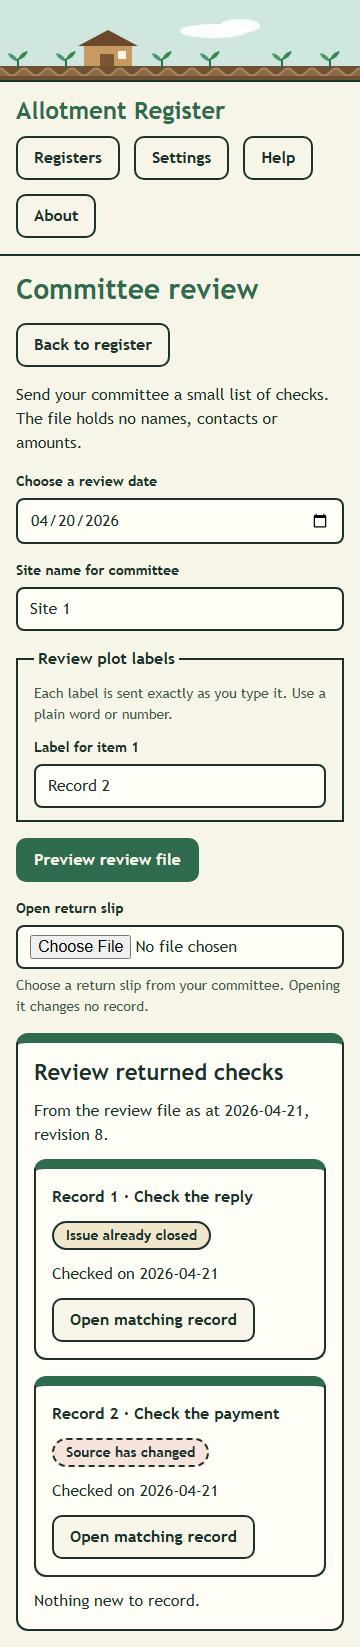 Allotment Register
Registers
Settings
Help
About
Committee review
Back to register
Send your committee a small list of checks.
The file holds no names, contacts or
amounts.
Choose a review date
04/20/2026
Site name for committee
Site 1
Review plot labels
Each label is sent exactly as you type it. Use a
plain word or number.
Label for item 1
Record 2
Preview review file
Open return slip
Choose File No file chosen
Choose a return slip from your committee. Opening
it changes no record.
Review returned checks
From the review file as at 2026-04-21,
revision 8.
Record 1 · Check the reply
Issue already closed
Checked on 2026-04-21
Open matching record
Record 2 · Check the payment
Source has changed
Checked on 2026-04-21
Open matching record
Nothing new to record.